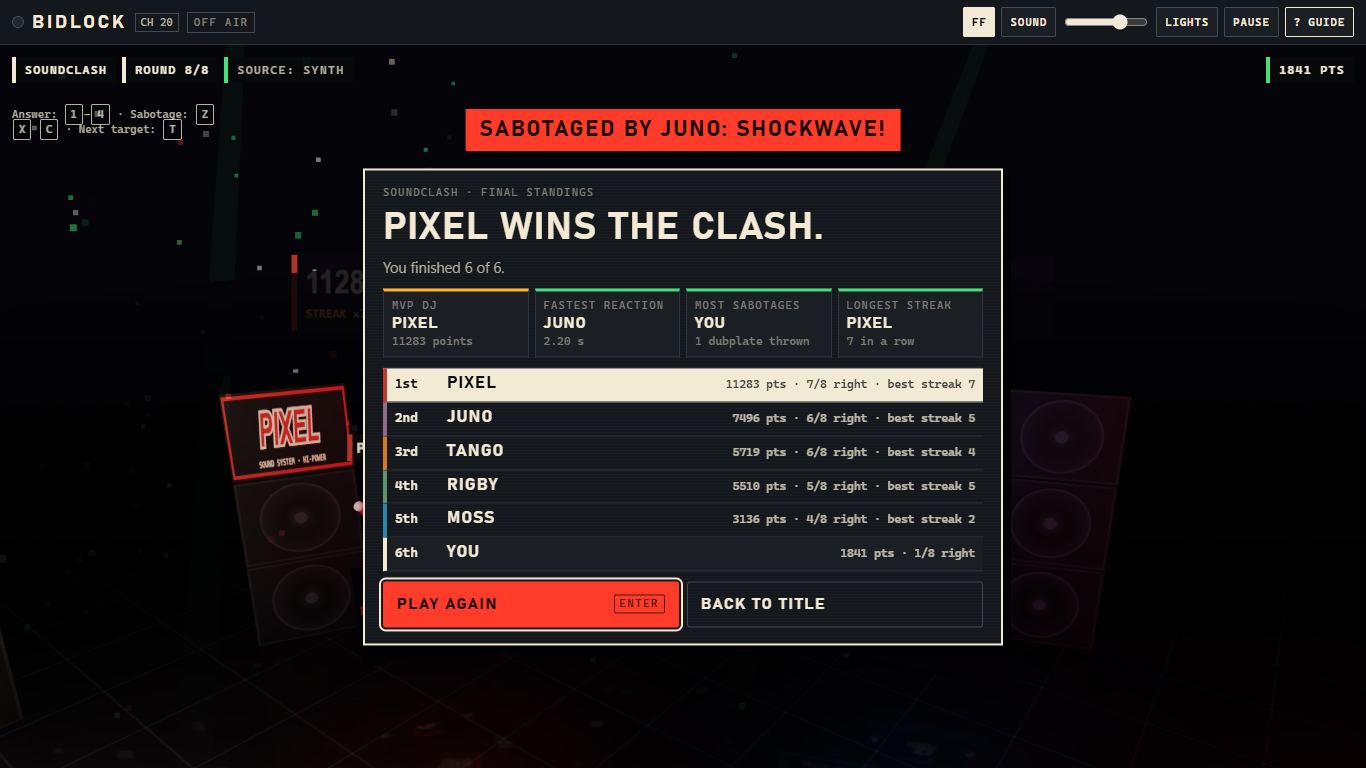 BIDLOCK CH 20 OFF AIR FF SOUND LIGHTS PAUSE ? GUIDE
SOUNDCLASH ROUND 8/8 SOURCE: SYNTH 1841 PTS
Answer: 1 – 4 · Sabotage: Z
X C · Next target: T
SABOTAGED BY JUNO: SHOCKWAVE!
SOUNDCLASH · FINAL STANDINGS
PIXEL WINS THE CLASH.
You finished 6 of 6.
MVP DJ
PIXEL
11283 points
FASTEST REACTION
JUNO
2.20 s
MOST SABOTAGES
YOU
1 dubplate thrown
LONGEST STREAK
PIXEL
7 in a row
1st PIXEL 11283 pts · 7/8 right · best streak 7
2nd JUNO 7496 pts · 6/8 right · best streak 5
3rd TANGO 5719 pts · 6/8 right · best streak 4
4th RIGBY 5510 pts · 5/8 right · best streak 5
5th MOSS 3136 pts · 4/8 right · best streak 2
6th YOU 1841 pts · 1/8 right
PLAY AGAIN ENTER
BACK TO TITLE
1128
STREAK
PIXEL
SOUND SYSTEM · HI-POWER